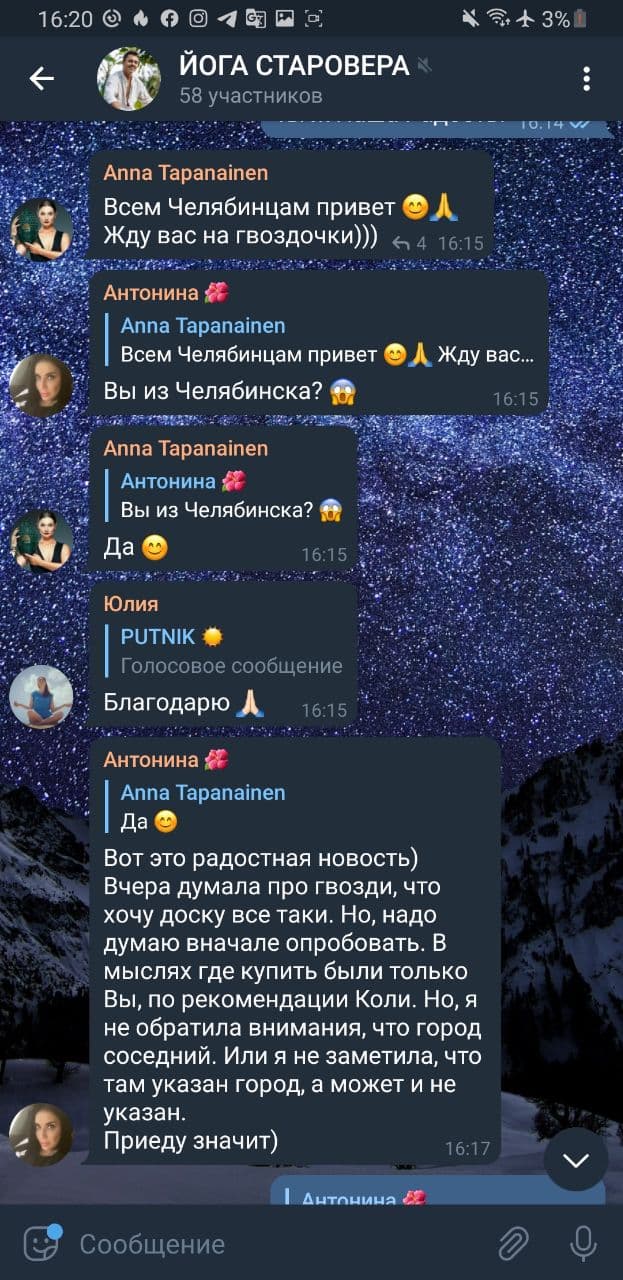 16:20
3%
ЙОГА СТАРОВЕРА
58 участников
16:14
Anna Tapanainen
Всем Челябинцам привет 😊🙏
Жду вас на гвоздочки))) 4 16:15
Антонина 🌺
Anna Tapanainen
Всем Челябинцам привет 😊🙏 Жду вас...
Вы из Челябинска? 😱 16:15
Anna Tapanainen
Антонина 🌺
Вы из Челябинска? 😱
Да 😊 16:15
Юлия
PUTNIK ☀️
Голосовое сообщение
Благодарю 🙏🏻 16:15
Антонина 🌺
Anna Tapanainen
Да 😊
Вот это радостная новость)
Вчера думала про гвозди, что
хочу доску все таки. Но, надо
думаю вначале опробовать. В
мыслях где купить были только
Вы, по рекомендации Коли. Но, я
не обратила внимания, что город
соседний. Или я не заметила, что
там указан город, а может и не
указан.
Приеду значит) 16:17
Антонина 🌺
Сообщение